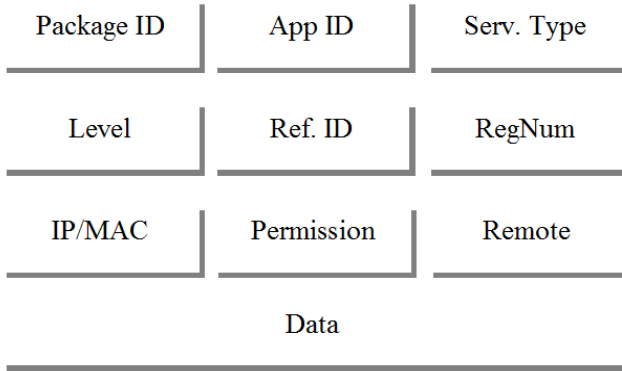 Package ID App ID Serv. Type
Level Ref. ID RegNum
IP/MAC Permission Remote
Data